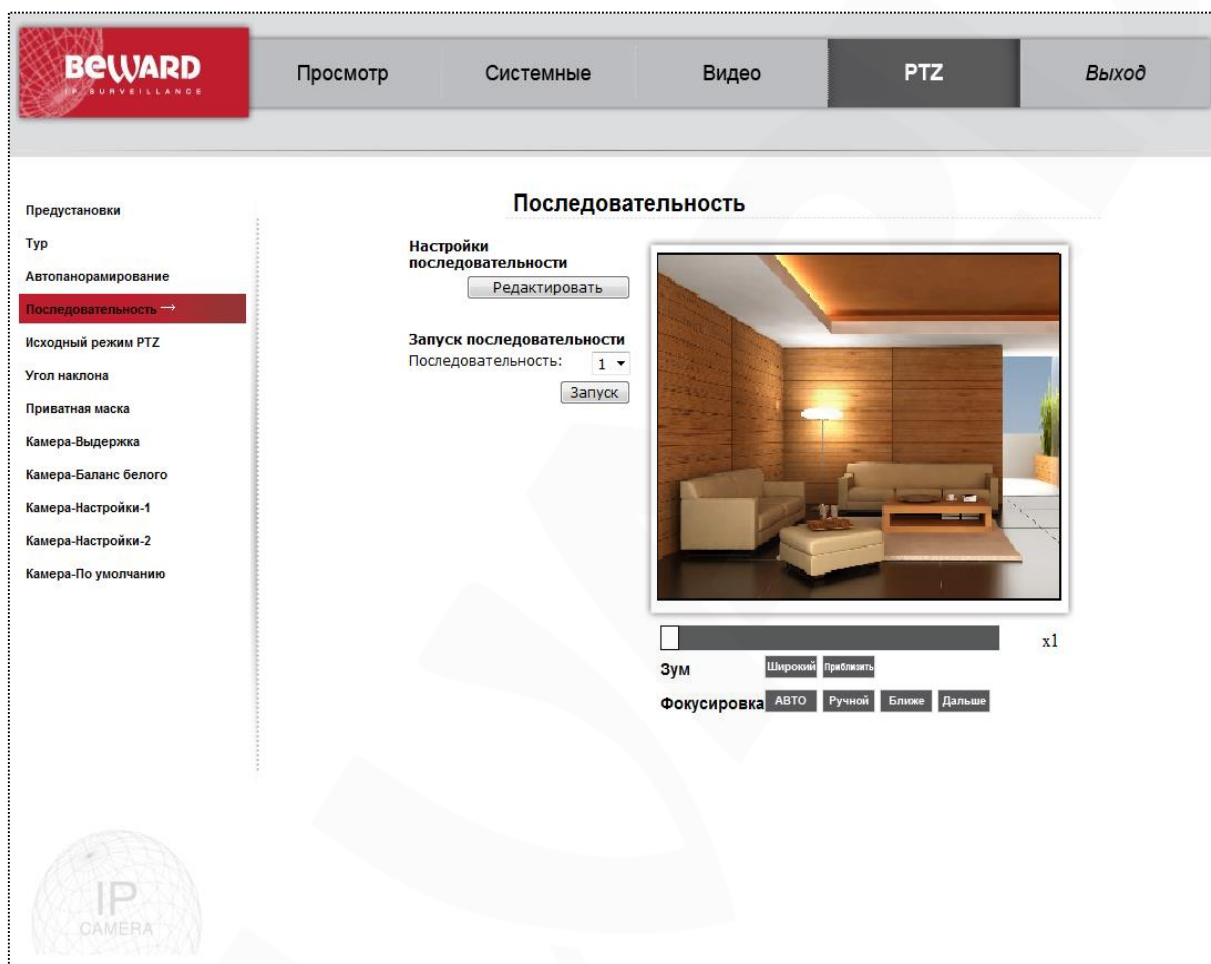 BEWARD
IP SURVEILLANCE
Просмотр
Системные
Видео
PTZ
Выход
Предустановки
Тур
Автопанорамирование
Последовательность →
Исходный режим PTZ
Угол наклона
Приватная маска
Камера-Выдержка
Камера-Баланс белого
Камера-Настройки-1
Камера-Настройки-2
Камера-По умолчанию
Последовательность
Настройки
последовательности
Редактировать
Запуск последовательности
Последовательность: 1
Запуск
x1
Зум Широкий Приблизить
Фокусировка АВТО Ручной Ближе Дальше
IP
CAMERA